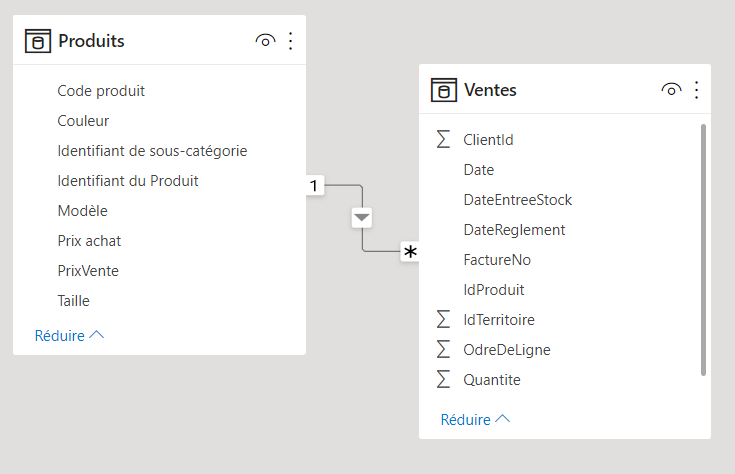 Produits
Code produit
Couleur
Identifiant de sous-catégorie
Identifiant du Produit
Modèle
Prix achat
PrixVente
Taille
Réduire
1
*
Ventes
ClientId
Date
DateEntreeStock
DateReglement
FactureNo
IdProduit
IdTerritoire
OdreDeLigne
Quantite
Réduire